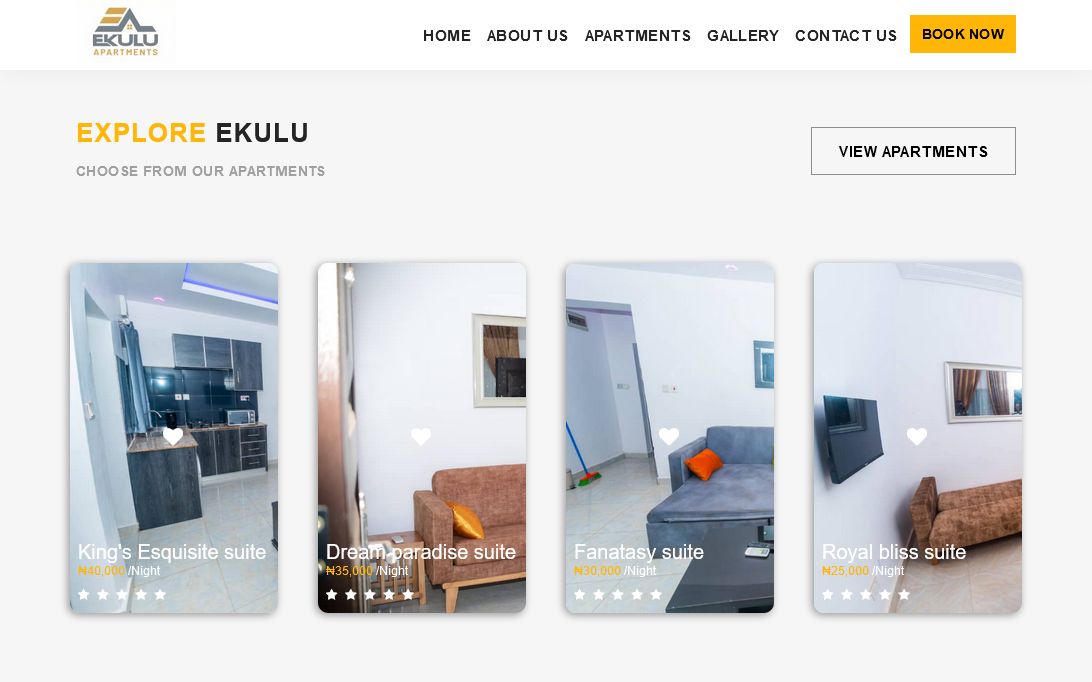 EKULU
APARTMENTS
HOME ABOUT US APARTMENTS GALLERY CONTACT US BOOK NOW
EXPLORE EKULU
CHOOSE FROM OUR APARTMENTS
VIEW APARTMENTS
King's Esquisite suite
₦40,000 /Night
Dream paradise suite
₦35,000 /Night
Fanatasy suite
₦30,000 /Night
Royal bliss suite
₦25,000 /Night